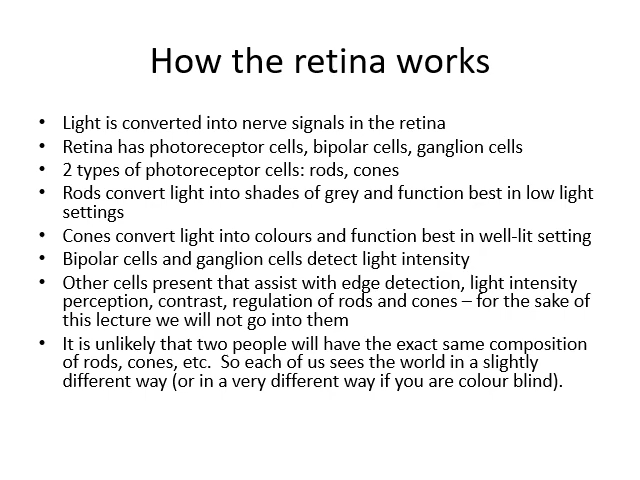 How the retina works
• Light is converted into nerve signals in the retina
• Retina has photoreceptor cells, bipolar cells, ganglion cells
• 2 types of photoreceptor cells: rods, cones
• Rods convert light into shades of grey and function best in low light
settings
• Cones convert light into colours and function best in well-lit setting
• Bipolar cells and ganglion cells detect light intensity
• Other cells present that assist with edge detection, light intensity
perception, contrast, regulation of rods and cones – for the sake of
this lecture we will not go into them
• It is unlikely that two people will have the exact same composition
of rods, cones, etc.  So each of us sees the world in a slightly
different way (or in a very different way if you are colour blind).